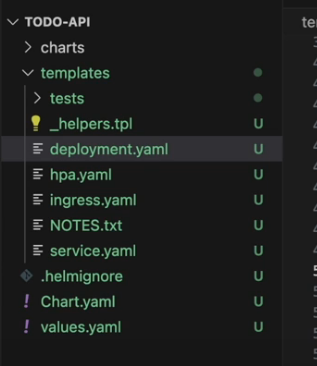 TODO-API
te
charts
templates
tests
_helpers.tpl U
deployment.yaml U
hpa.yaml U
ingress.yaml U
NOTES.txt U
service.yaml U
.helmignore U
! Chart.yaml U
! values.yaml U